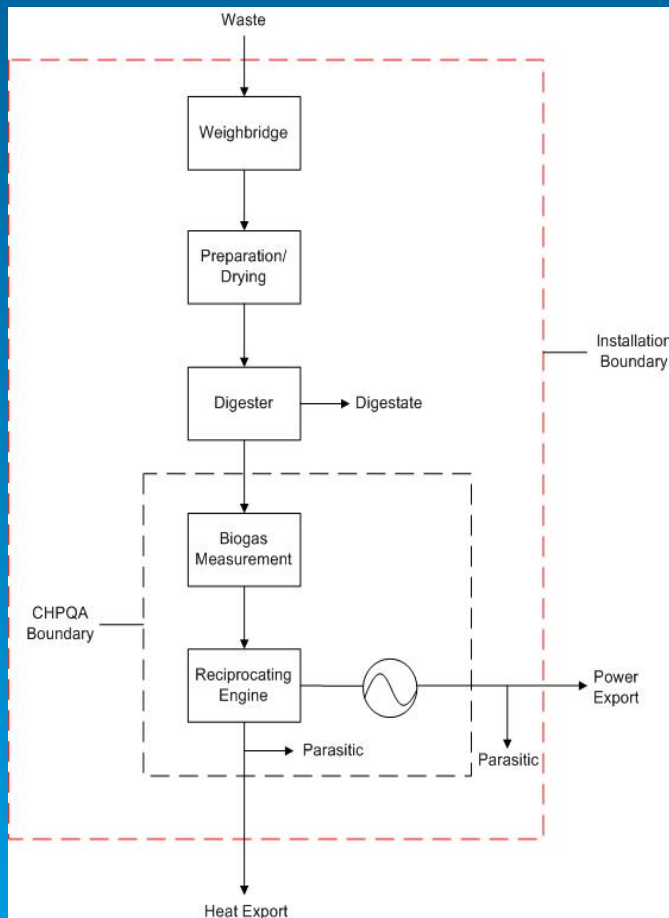 Waste
Weighbridge
Preparation/
Drying
Installation
Boundary
Digester
Digestate
Biogas
Measurement
CHPQA
Boundary
Reciprocating
Engine
Power
Export
Parasitic
Parasitic
Heat Export